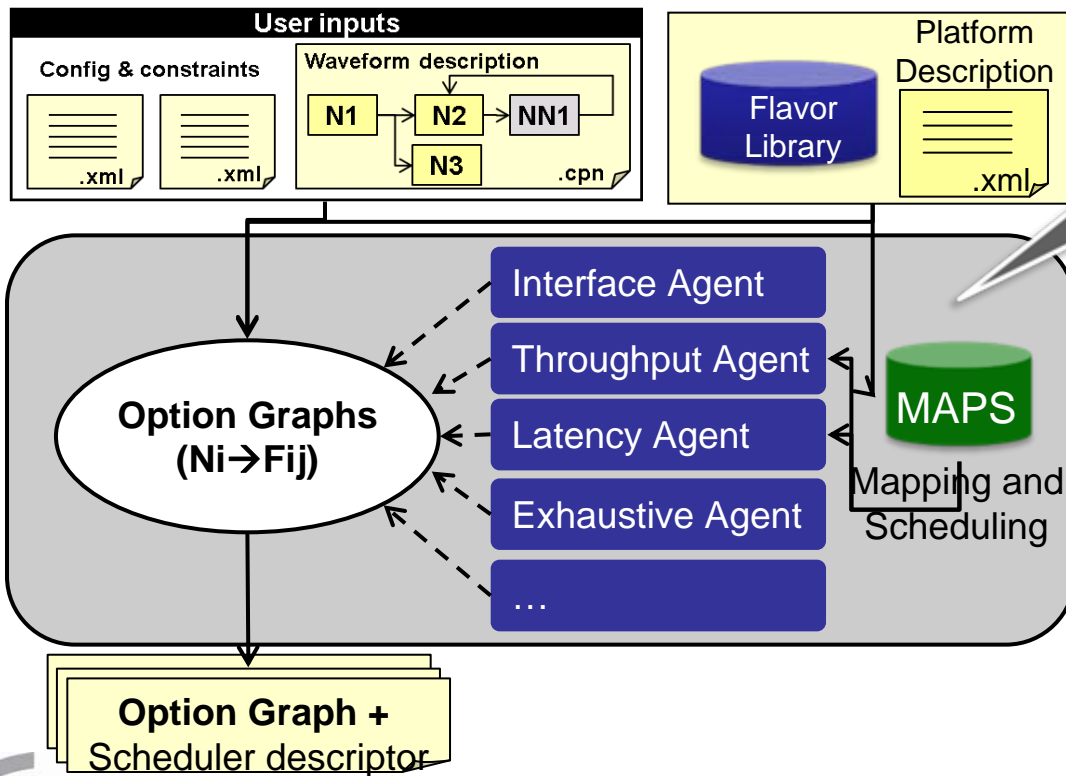 User inputs
Config & constraints
.xml
.xml
Waveform description
N1
N2
NN1
N3
.cpn
Flavor
Library
Platform
Description
.xml
Option Graphs
(Ni→Fij)
Interface Agent
Throughput Agent
Latency Agent
Exhaustive Agent
...
MAPS
Mapping and
Scheduling
Option Graph +
Scheduler descriptor